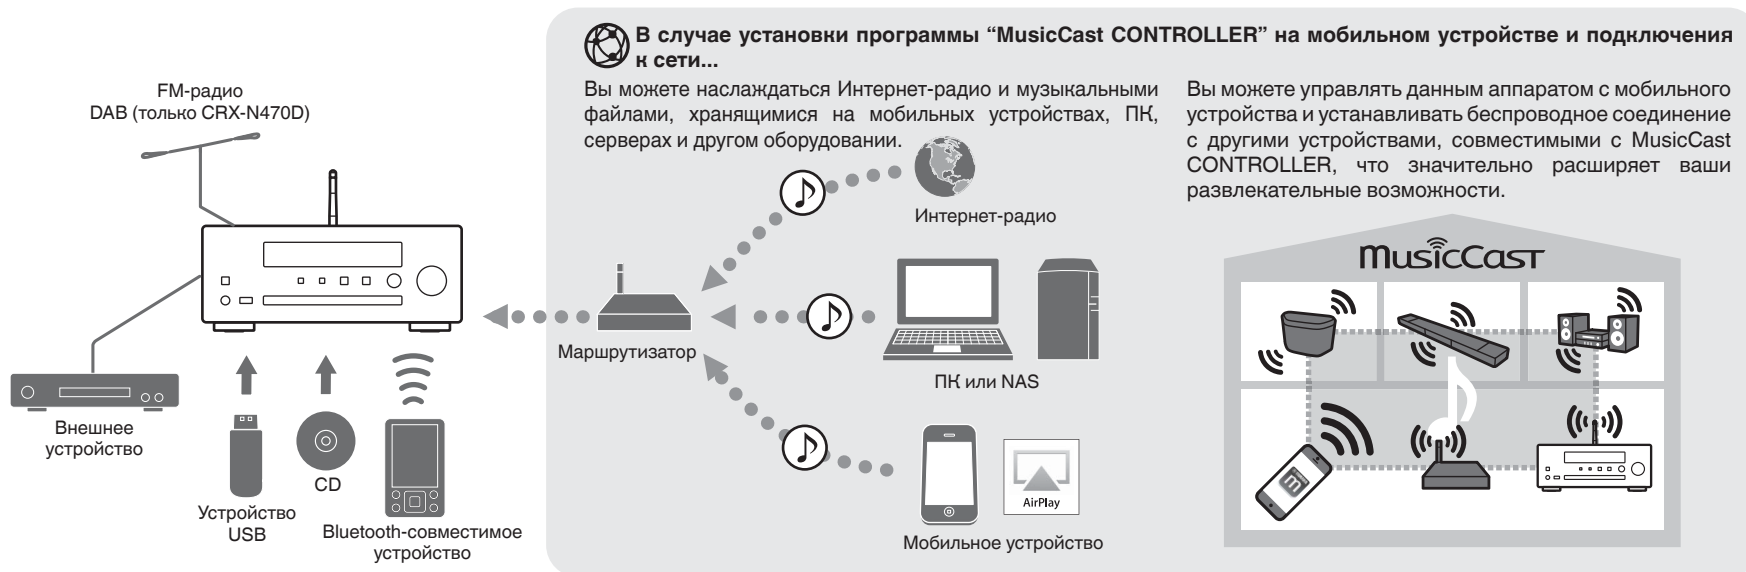 FM-радио
DAB (только CRX-N470D)
Внешнее
устройство
Устройство
USB
CD
Bluetooth-совместимое
устройство
В случае установки программы “MusicCast CONTROLLER” на мобильном устройстве и подключения
к сети...
Вы можете наслаждаться Интернет-радио и музыкальными
файлами, хранящимися на мобильных устройствах, ПК,
серверах и другом оборудовании.
Интернет-радио
Маршрутизатор
ПК или NAS
AirPlay
Мобильное устройство
Вы можете управлять данным аппаратом с мобильного
устройства и устанавливать беспроводное соединение
с другими устройствами, совместимыми с MusicCast
CONTROLLER, что значительно расширяет ваши
развлекательные возможности.
MusicCast
m